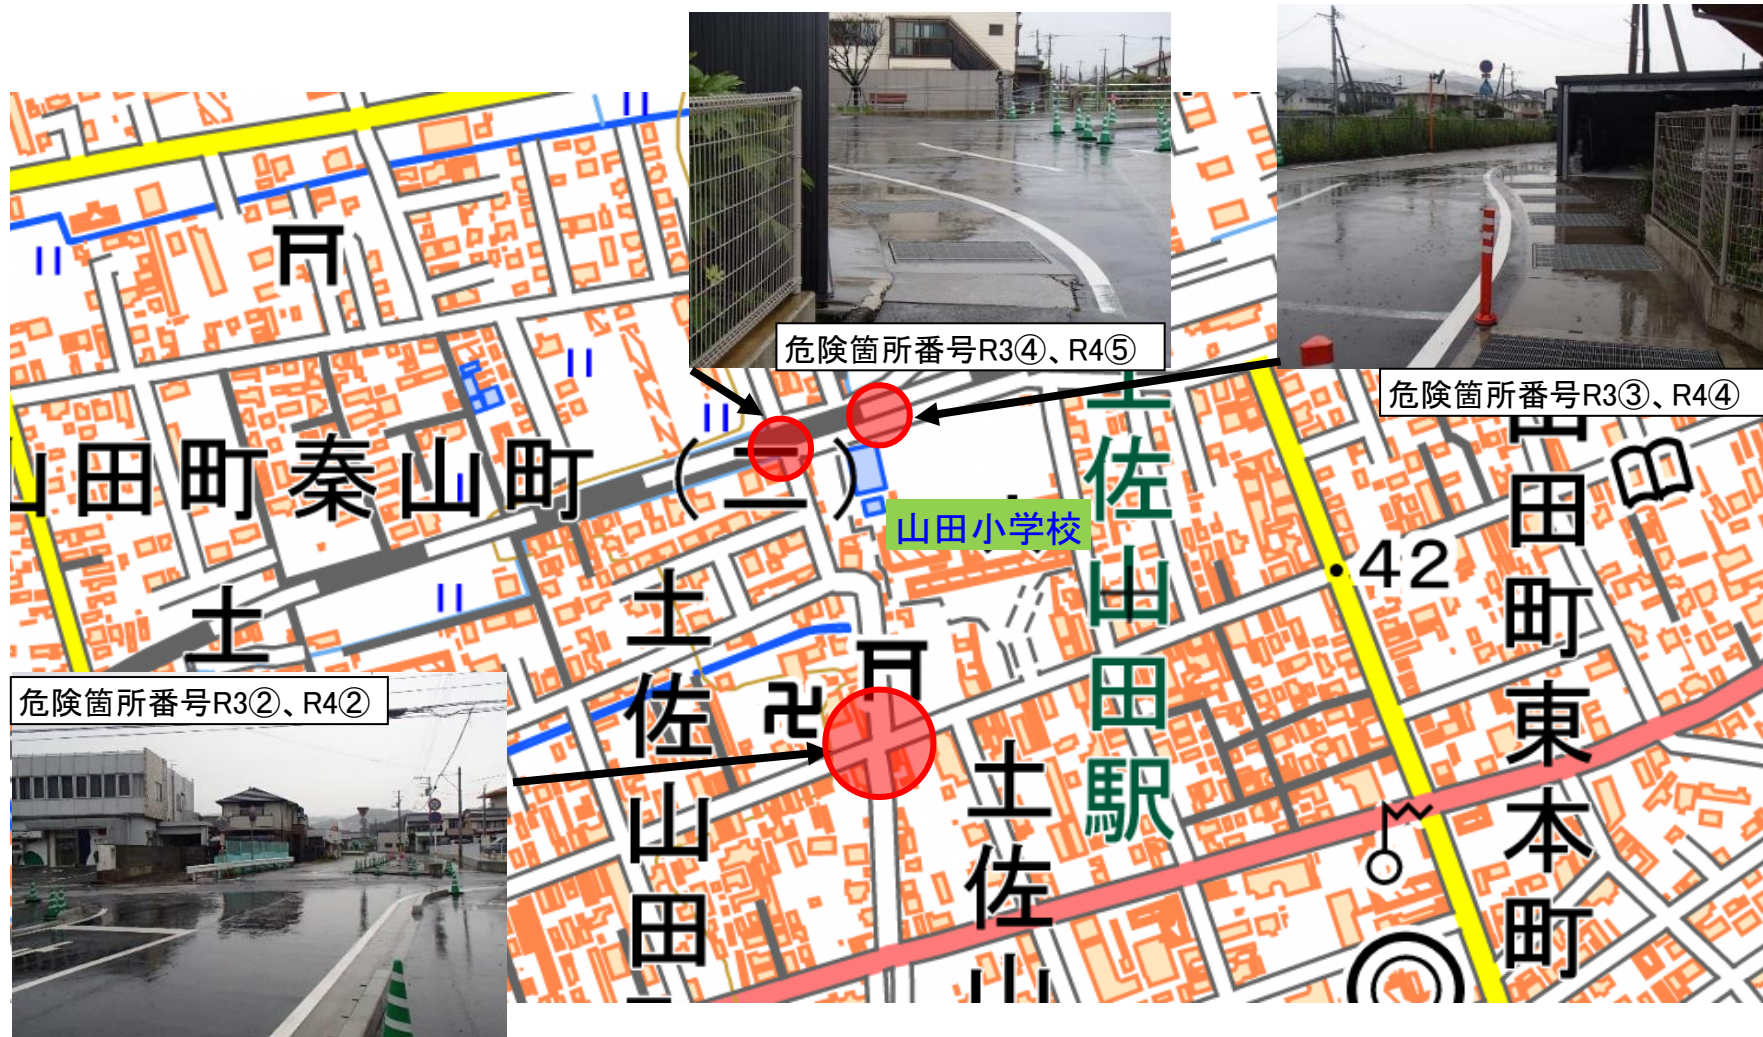 危険箇所番号R3④、R4⑤
危険箇所番号R3③、R4④
山田町秦山町(二)
山田小学校
土佐山田駅
42
田町東本町
土
土佐山田
土佐山
危険箇所番号R3②、R4②